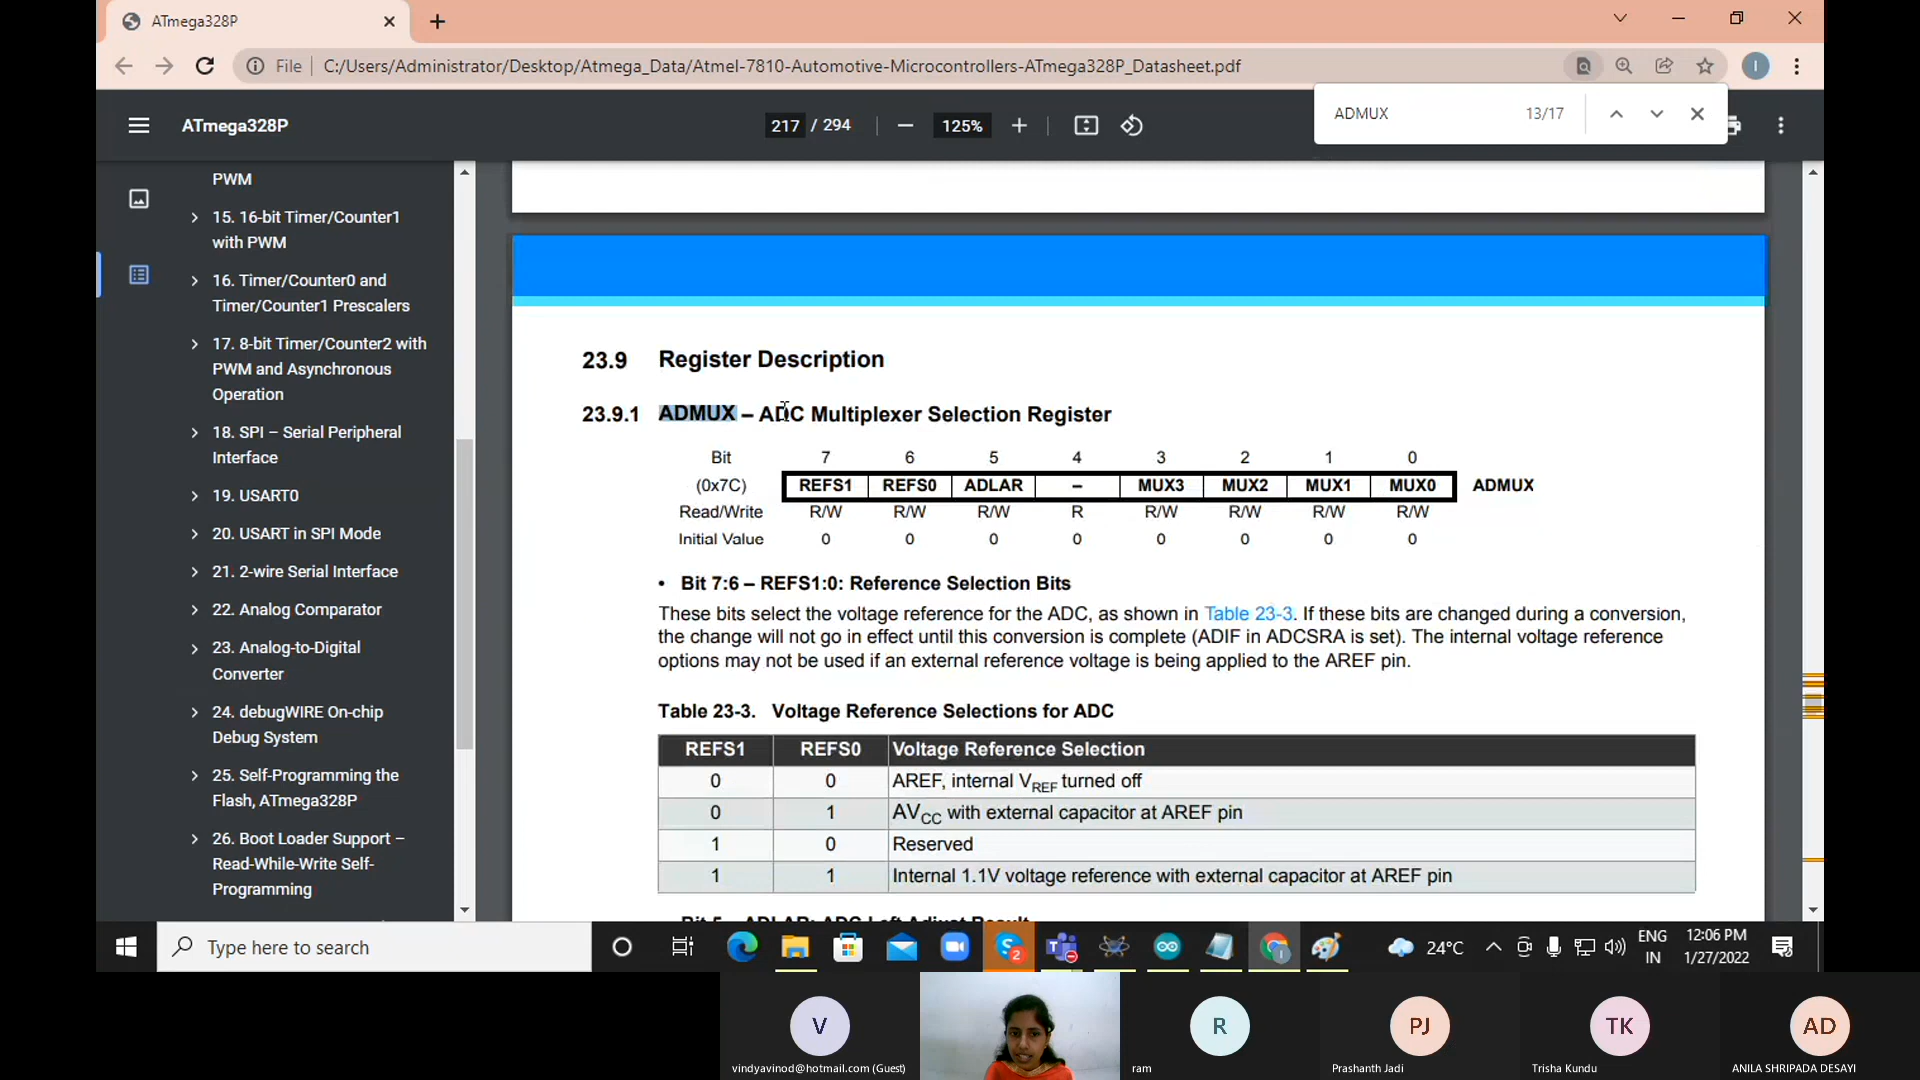 ATmega328P
File
C:/Users/Administrator/Desktop/Atmega_Data/Atmel-7810-Automotive-Microcontrollers-ATmega328P_Datasheet.pdf
I
ATmega328P
217 / 294
125%
ADMUX
13/17
PWM
15. 16-bit Timer/Counter1
with PWM
16. Timer/Counter0 and
Timer/Counter1 Prescalers
17. 8-bit Timer/Counter2 with
PWM and Asynchronous
Operation
18. SPI – Serial Peripheral
Interface
19. USART0
20. USART in SPI Mode
21. 2-wire Serial Interface
22. Analog Comparator
23. Analog-to-Digital
Converter
24. debugWIRE On-chip
Debug System
25. Self-Programming the
Flash, ATmega328P
26. Boot Loader Support –
Read-While-Write Self-
Programming
23.9 Register Description
23.9.1 ADMUX – ADC Multiplexer Selection Register
Bit 7 6 5 4 3 2 1 0
(0x7C) REFS1 REFS0 ADLAR – MUX3 MUX2 MUX1 MUX0 ADMUX
Read/Write R/W R/W R/W R R/W R/W R/W R/W
Initial Value 0 0 0 0 0 0 0 0
• Bit 7:6 – REFS1:0: Reference Selection Bits
These bits select the voltage reference for the ADC, as shown in Table 23-3. If these bits are changed during a conversion,
the change will not go in effect until this conversion is complete (ADIF in ADCSRA is set). The internal voltage reference
options may not be used if an external reference voltage is being applied to the AREF pin.
Table 23-3. Voltage Reference Selections for ADC
REFS1 REFS0 Voltage Reference Selection
0 0 AREF, internal VREF turned off
0 1 AVCC with external capacitor at AREF pin
1 0 Reserved
1 1 Internal 1.1V voltage reference with external capacitor at AREF pin
Bit 5 – ADLAR: ADC Left Adjust Result
Type here to search
2
24°C
ENG
IN
12:06 PM
1/27/2022
V
R
PJ
TK
AD
vindyavinod@hotmail.com (Guest)
ram
Prashanth Jadi
Trisha Kundu
ANILA SHRIPADA DESAYI